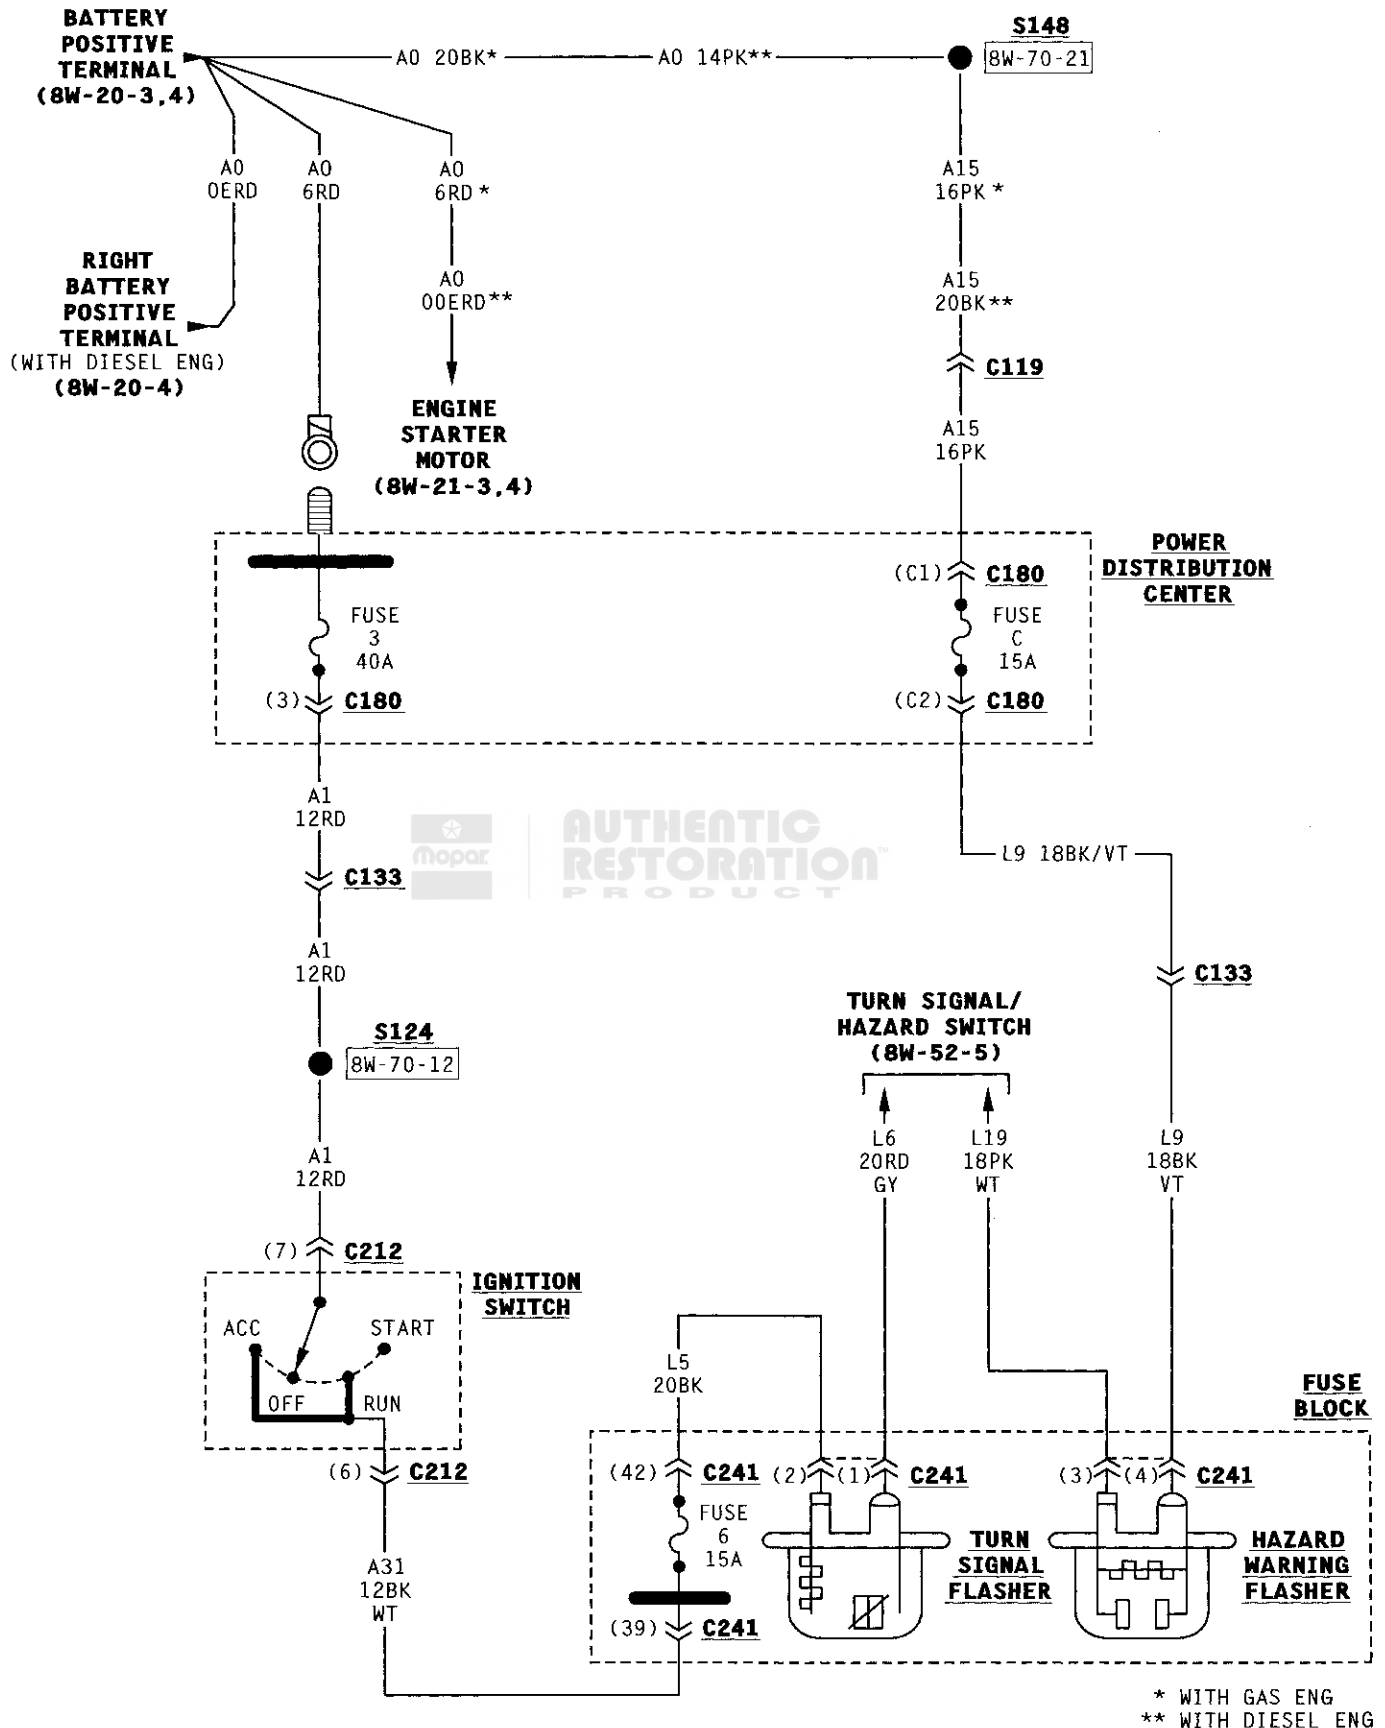 BATTERY
POSITIVE
TERMINAL
(8W-20-3,4)
A0 20BK*
A0 14PK**
S148
8W-70-21
A0
0ERD
A0
6RD
A0
6RD *
A15
16PK *
RIGHT
BATTERY
POSITIVE
TERMINAL
(WITH DIESEL ENG)
(8W-20-4)
A0
00ERD**
A15
20BK**
C119
ENGINE
STARTER
MOTOR
(8W-21-3,4)
A15
16PK
POWER
DISTRIBUTION
CENTER
(C1)
C180
FUSE
3
40A
FUSE
C
15A
(3)
C180
(C2)
C180
A1
12RD
Mopar
AUTHENTIC
RESTORATION™
PRODUCT
L9 18BK/VT
C133
A1
12RD
C133
TURN SIGNAL/
HAZARD SWITCH
(8W-52-5)
S124
8W-70-12
L6
20RD
GY
L19
18PK
WT
L9
18BK
VT
A1
12RD
(7)
C212
IGNITION
SWITCH
ACC
START
OFF
RUN
L5
20BK
FUSE
BLOCK
(6)
C212
(42)
C241
(2)
(1)
C241
(3)
(4)
C241
FUSE
6
15A
TURN
SIGNAL
FLASHER
HAZARD
WARNING
FLASHER
A31
12BK
WT
(39)
C241
* WITH GAS ENG
** WITH DIESEL ENG